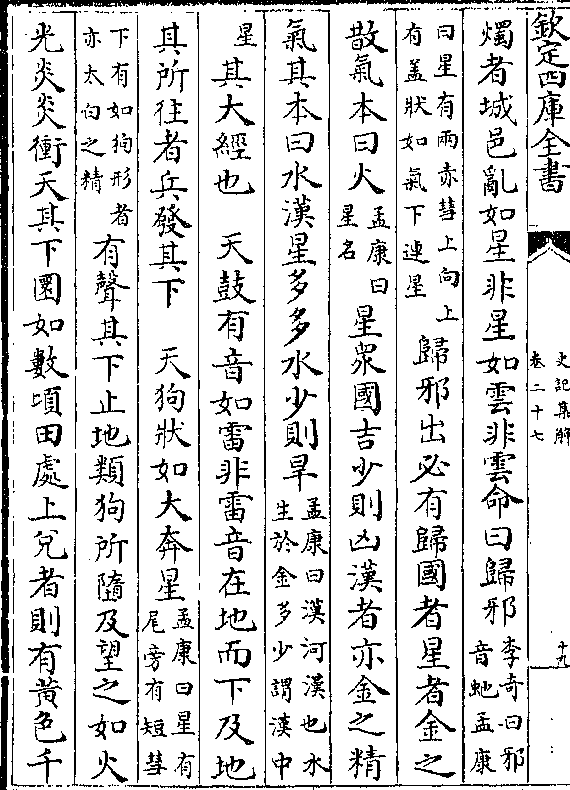 欽定四庫全書
史記集解
卷二十七
十九
燭者城邑亂如星非星如雲非雲命曰歸邪李奇曰邪音虵孟康
曰星有兩赤彗上向上有蓋狀如氣下連星歸邪出必有歸國者星者金之
散氣本曰火孟康曰星名星衆國吉少則凶漢者亦金之精
氣其本曰水漢星多多水少則旱孟康曰漢河漢也水生於金多少謂漢中
星其大經也 天鼓有音如雷非雷音在地而下及地
其所往者兵發其下 天狗狀如大奔星孟康曰星有尾旁有短彗
下有如狗形者亦太白之精有聲其下止地類狗所隨及望之如火
光炎炎衝天其下圜如數頃田處上兊者則有黃色千